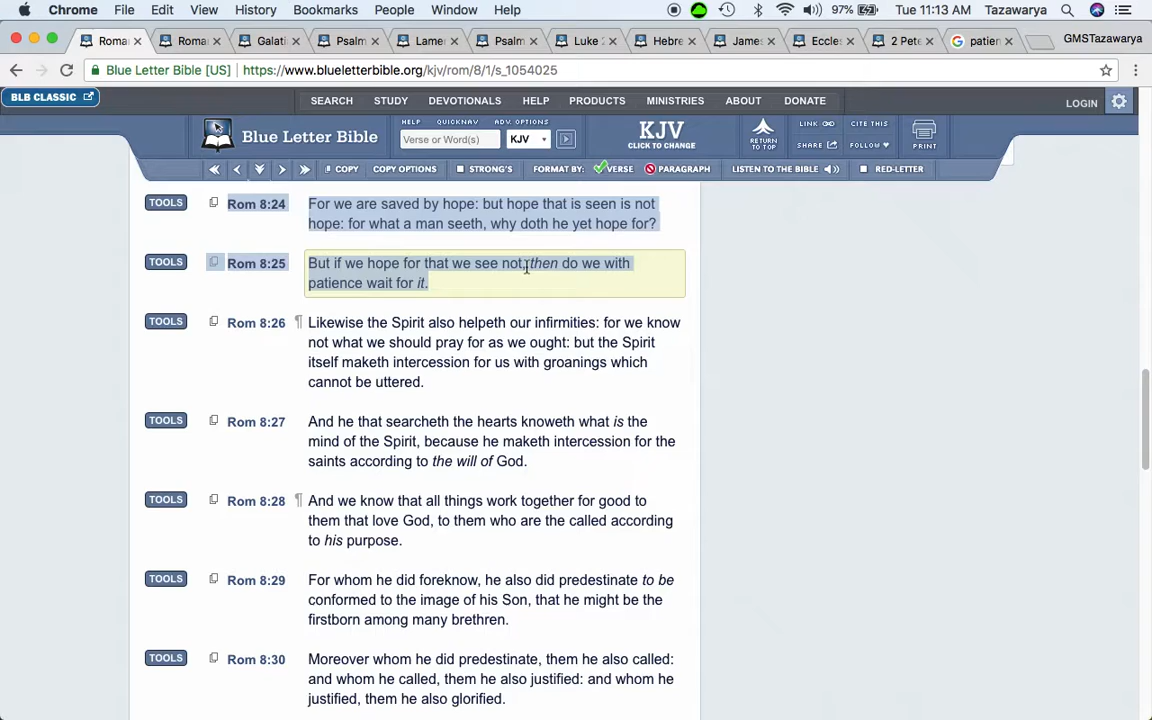 Chrome File Edit View History Bookmarks People Window Help 97% Tue 11:13 AM Tazawarya
Romar Romar Galatia Psalm Lamer Psalm Luke 2 Hebre James Eccles 2 Pete patien GMSTazawarya
Blue Letter Bible [US] https://www.blueletterbible.org/kjv/rom/8/1/s_1054025
BLB CLASSIC SEARCH STUDY DEVOTIONALS HELP PRODUCTS MINISTRIES ABOUT DONATE LOGIN
HELP QUICKNAV ADV. OPTIONS
Blue Letter Bible Verse or Word(s) KJV KJV CLICK TO CHANGE RETURN TO TOP LINK CITE THIS SHARE FOLLOW PRINT
COPY COPY OPTIONS STRONG'S FORMAT BY: VERSE PARAGRAPH LISTEN TO THE BIBLE RED-LETTER
TOOLS Rom 8:24 For we are saved by hope: but hope that is seen is not
hope: for what a man seeth, why doth he yet hope for?
TOOLS Rom 8:25 But if we hope for that we see not, then do we with
patience wait for it.
TOOLS Rom 8:26 ¶ Likewise the Spirit also helpeth our infirmities: for we know
not what we should pray for as we ought: but the Spirit
itself maketh intercession for us with groanings which
cannot be uttered.
TOOLS Rom 8:27 And he that searcheth the hearts knoweth what is the
mind of the Spirit, because he maketh intercession for the
saints according to the will of God.
TOOLS Rom 8:28 ¶ And we know that all things work together for good to
them that love God, to them who are the called according
to his purpose.
TOOLS Rom 8:29 For whom he did foreknow, he also did predestinate to be
conformed to the image of his Son, that he might be the
firstborn among many brethren.
TOOLS Rom 8:30 Moreover whom he did predestinate, them he also called:
and whom he called, them he also justified: and whom he
justified, them he also glorified.